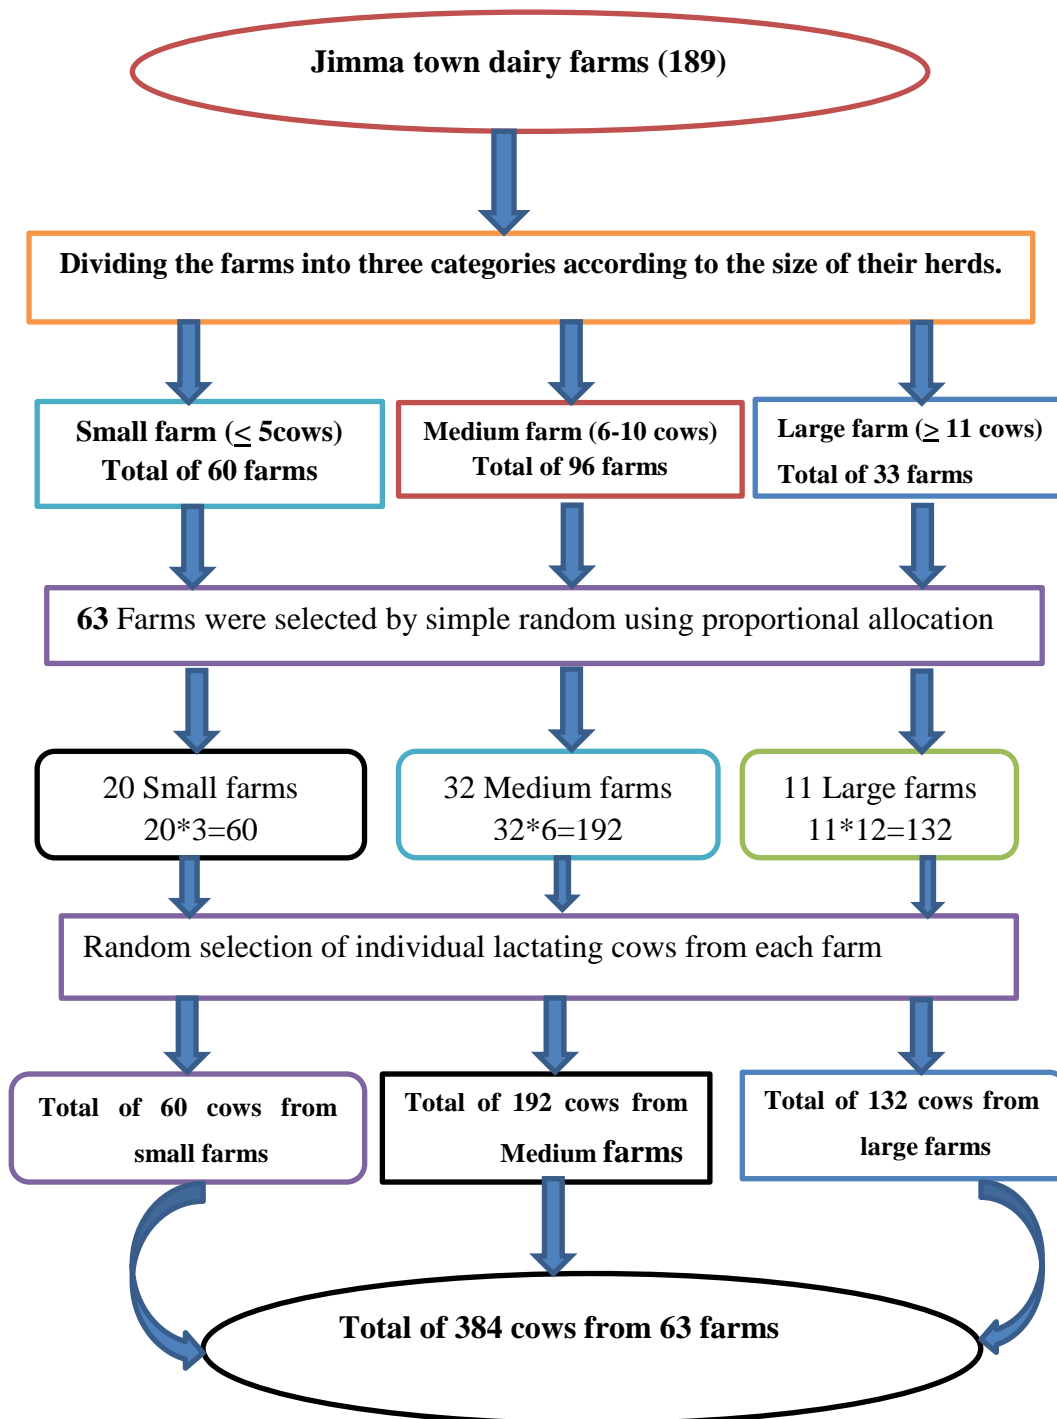 Jimma town dairy farms (189)
Dividing the farms into three categories according to the size of their herds.
Small farm (≤ 5cows)
Total of 60 farms
Medium farm (6-10 cows)
Total of 96 farms
Large farm (≥ 11 cows)
Total of 33 farms
63 Farms were selected by simple random using proportional allocation
20 Small farms
20*3=60
32 Medium farms
32*6=192
11 Large farms
11*12=132
Random selection of individual lactating cows from each farm
Total of 60 cows from
small farms
Total of 192 cows from
Medium farms
Total of 132 cows from
large farms
Total of 384 cows from 63 farms